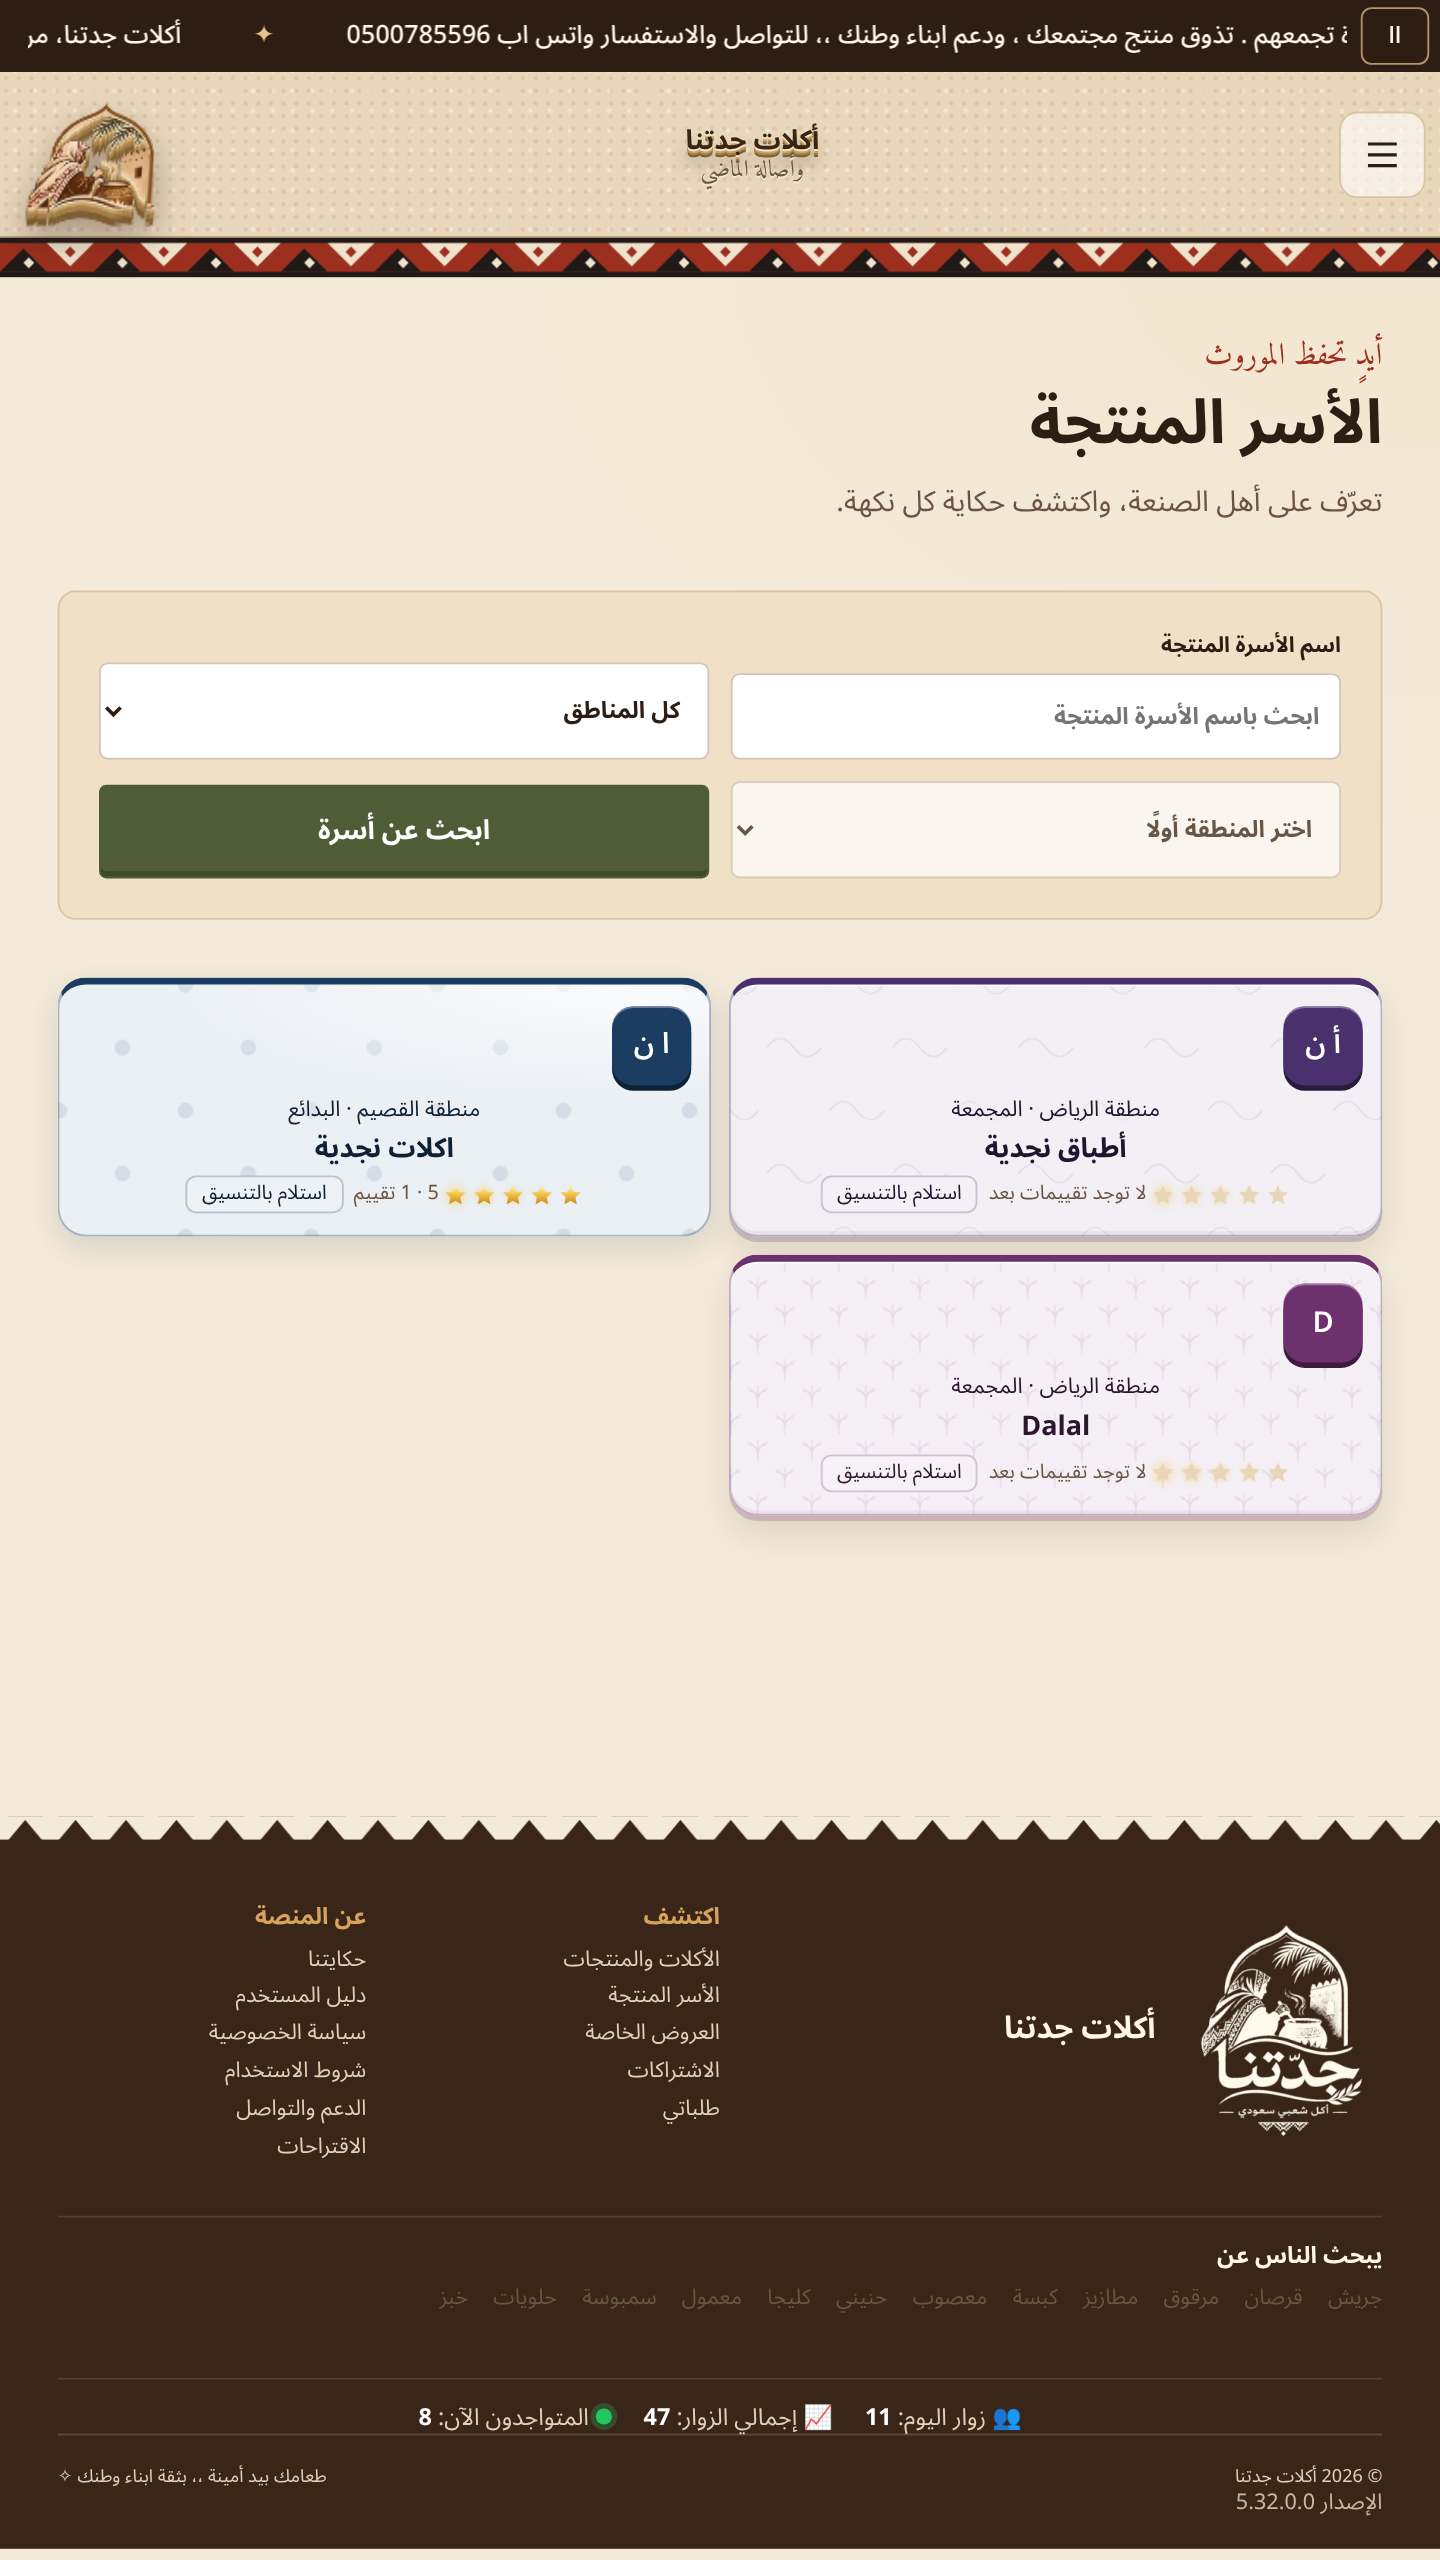 تجمعهم . تذوق منتج مجتمعك ، ودعم ابناء وطنك ،، للتواصل والاستفسار واتس اب 0500785596 ✦ أكلات جدتنا،
أكلات جدتنا
وأصالة الماضي
أيدٍ تحفظ الموروث
الأسر المنتجة
تعرّف على أهل الصنعة، واكتشف حكاية كل نكهة.
اسم الأسرة المنتجة
ابحث باسم الأسرة المنتجة
كل المناطق
اختر المنطقة أولًا
ابحث عن أسرة
أ ن
منطقة الرياض · المجمعة
أطباق نجدية
لا توجد تقييمات بعد
استلام بالتنسيق
ا ن
منطقة القصيم · البدائع
اكلات نجدية
5 · 1 تقييم
استلام بالتنسيق
D
منطقة الرياض · المجمعة
Dalal
لا توجد تقييمات بعد
استلام بالتنسيق
جدّتنا
أكل شعبي سعودي
أكلات جدتنا
اكتشف
الأكلات والمنتجات
الأسر المنتجة
العروض الخاصة
الاشتراكات
طلباتي
عن المنصة
حكايتنا
دليل المستخدم
سياسة الخصوصية
شروط الاستخدام
الدعم والتواصل
الاقتراحات
يبحث الناس عن
جريش قرصان مرقوق مطازيز كبسة معصوب حنيني كليجا معمول سمبوسة حلويات خبز
👥 زوار اليوم: 11 📈 إجمالي الزوار: 47 المتواجدون الآن: 8
© 2026 أكلات جدتنا
الإصدار 5.32.0.0
طعامك بيد أمينة ،، بثقة ابناء وطنك ✧